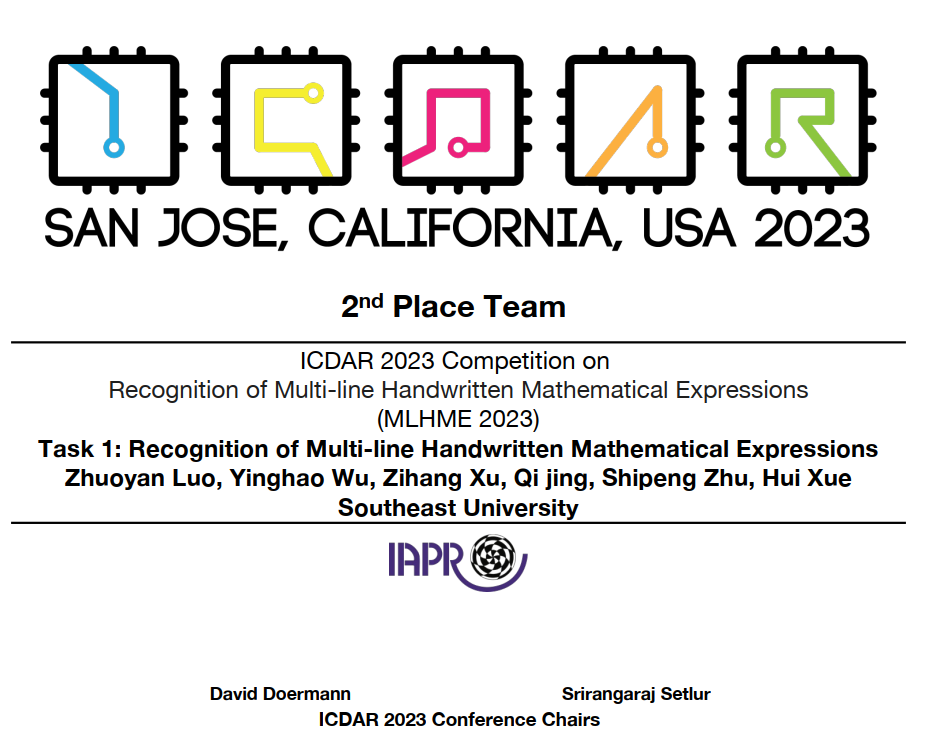 ICDAR
SAN JOSE, CALIFORNIA, USA 2023
2nd Place Team
ICDAR 2023 Competition on
Recognition of Multi-line Handwritten Mathematical Expressions
(MLHME 2023)
Task 1: Recognition of Multi-line Handwritten Mathematical Expressions
Zhuoyan Luo, Yinghao Wu, Zihang Xu, Qi jing, Shipeng Zhu, Hui Xue
Southeast University
IAPR
David Doermann Srirangaraj Setlur
ICDAR 2023 Conference Chairs